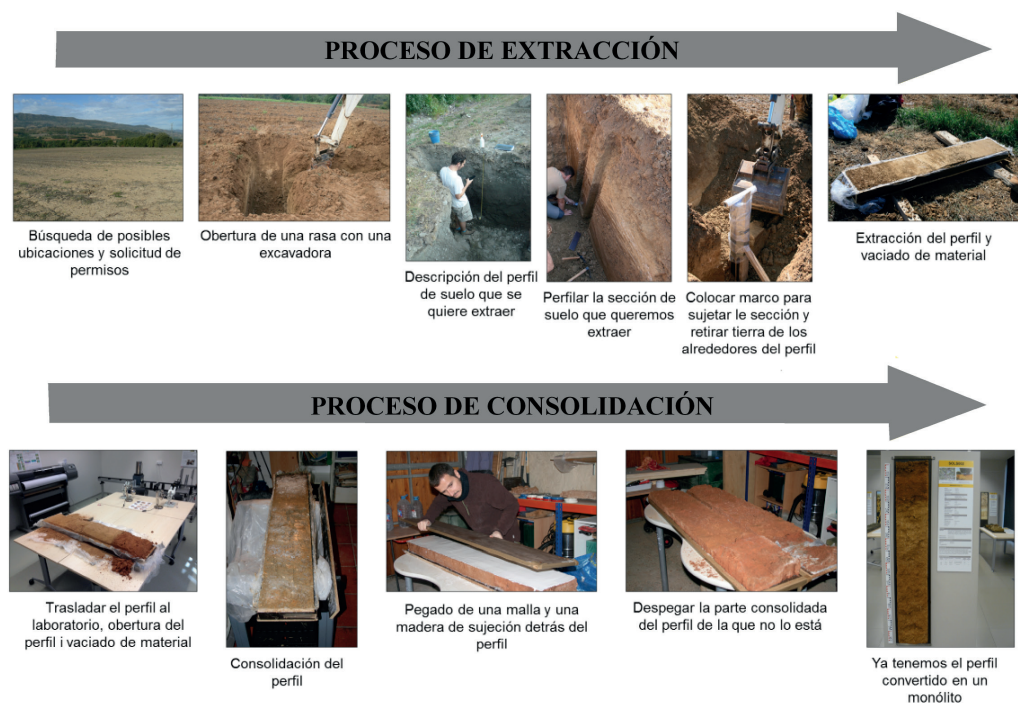 PROCESO DE EXTRACCIÓN
Búsqueda de posibles
ubicaciones y solicitud de
permisos
Obertura de una rasa con una
excavadora
Descripción del perfil
de suelo que se
quiere extraer
Perfilar la sección de
suelo que queremos
extraer
Colocar marco para
sujetar le sección y
retirar tierra de los
alrededores del perfil
Extracción del perfil y
vaciado de material
PROCESO DE CONSOLIDACIÓN
Trasladar el perfil al
laboratorio, obertura del
perfil i vaciado de material
Consolidación del
perfil
Pegado de una malla y una
madera de sujeción detrás del
perfil
Despegar la parte consolidada
del perfil de la que no lo está
Ya tenemos el perfil
convertido en un
monólito